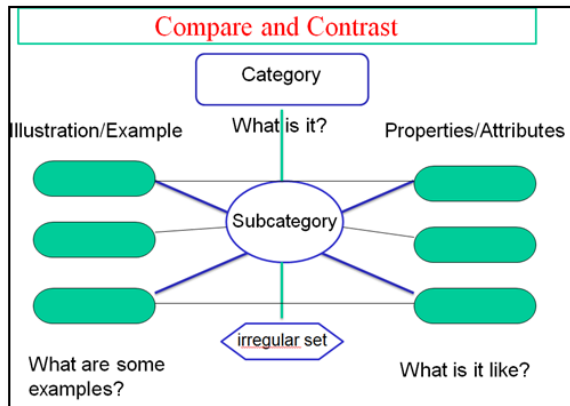 Compare and Contrast
Category
Illustration/Example
What is it?
Properties/Attributes
Subcategory
irregular set
What are some
examples?
What is it like?